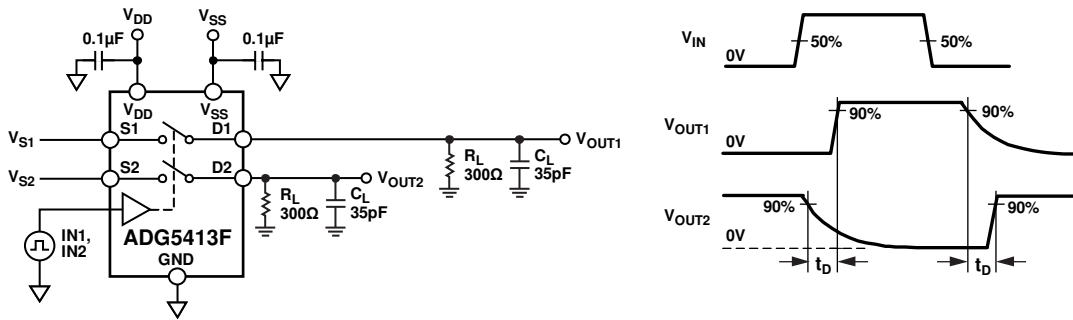 VDD
VSS
0.1µF
0.1µF
VDD
VSS
VS1
S1
D1
VOUT1
VS2
S2
D2
VOUT2
RL
300Ω
CL
35pF
RL
300Ω
CL
35pF
IN1,
IN2
ADG5413F
GND
VIN
0V
50%
50%
VOUT1
0V
90%
90%
VOUT2
90%
90%
0V
tD
tD